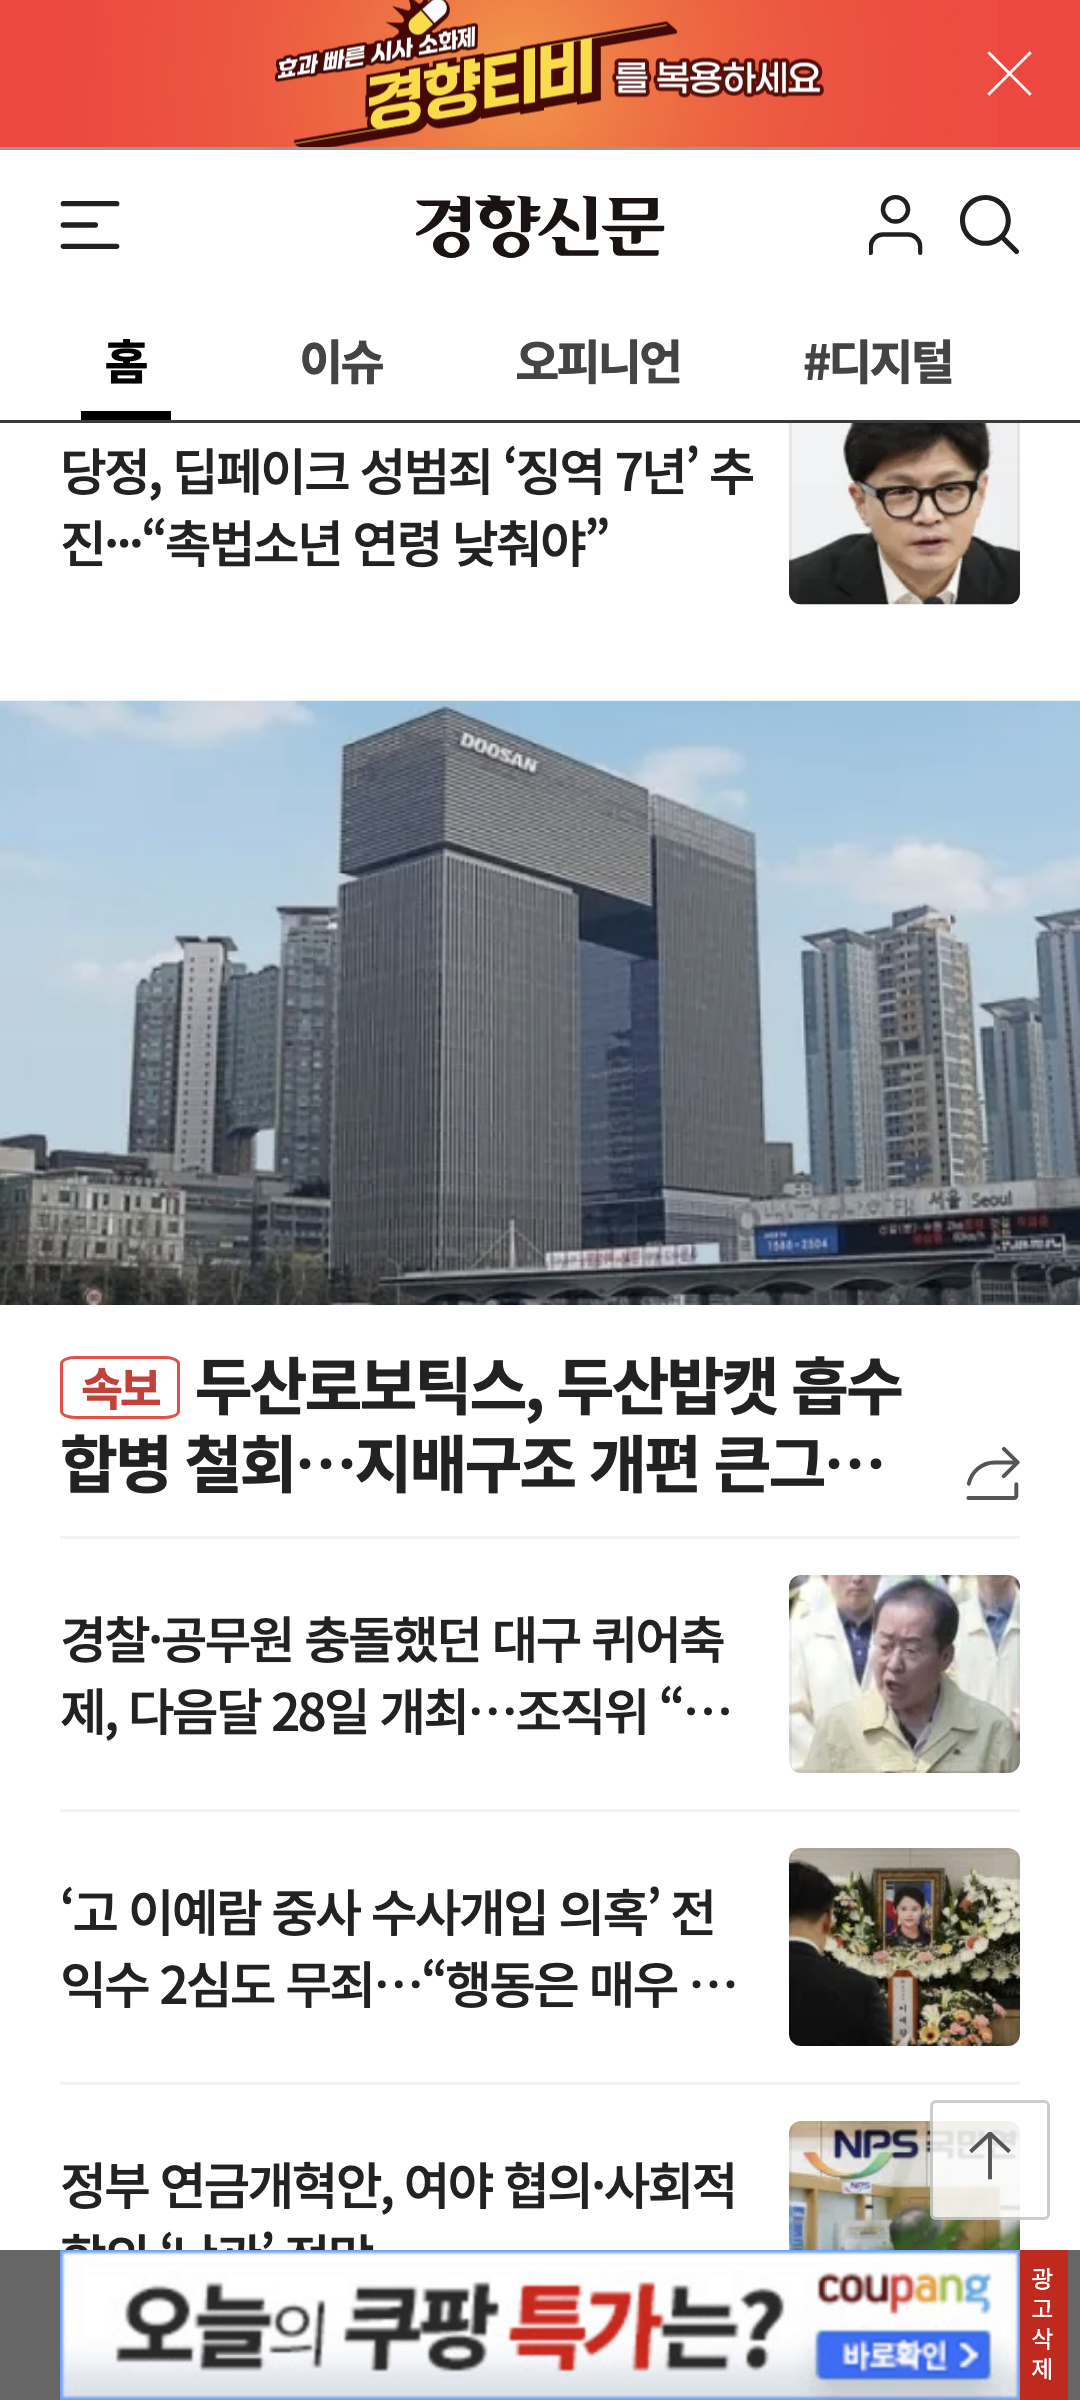 효과 빠른 시사 소화제
경향티비를 복용하세요
경향신문
홈
이슈
오피니언
#디지털
당정, 딥페이크 성범죄 ‘징역 7년’ 추
진…“촉법소년 연령 낮춰야”
DOOSAN
서울 Seoul
1588-2504
속보 두산로보틱스, 두산밥캣 흡수
합병 철회…지배구조 개편 큰그…
경찰·공무원 충돌했던 대구 퀴어축
제, 다음달 28일 개최…조직위 “…
‘고 이예람 중사 수사개입 의혹’ 전
익수 2심도 무죄…“행동은 매우 …
정부 연금개혁안, 여야 협의·사회적
NPS 국민연
NPS
오늘의 쿠팡 특가는?
coupang
바로확인
광고삭제